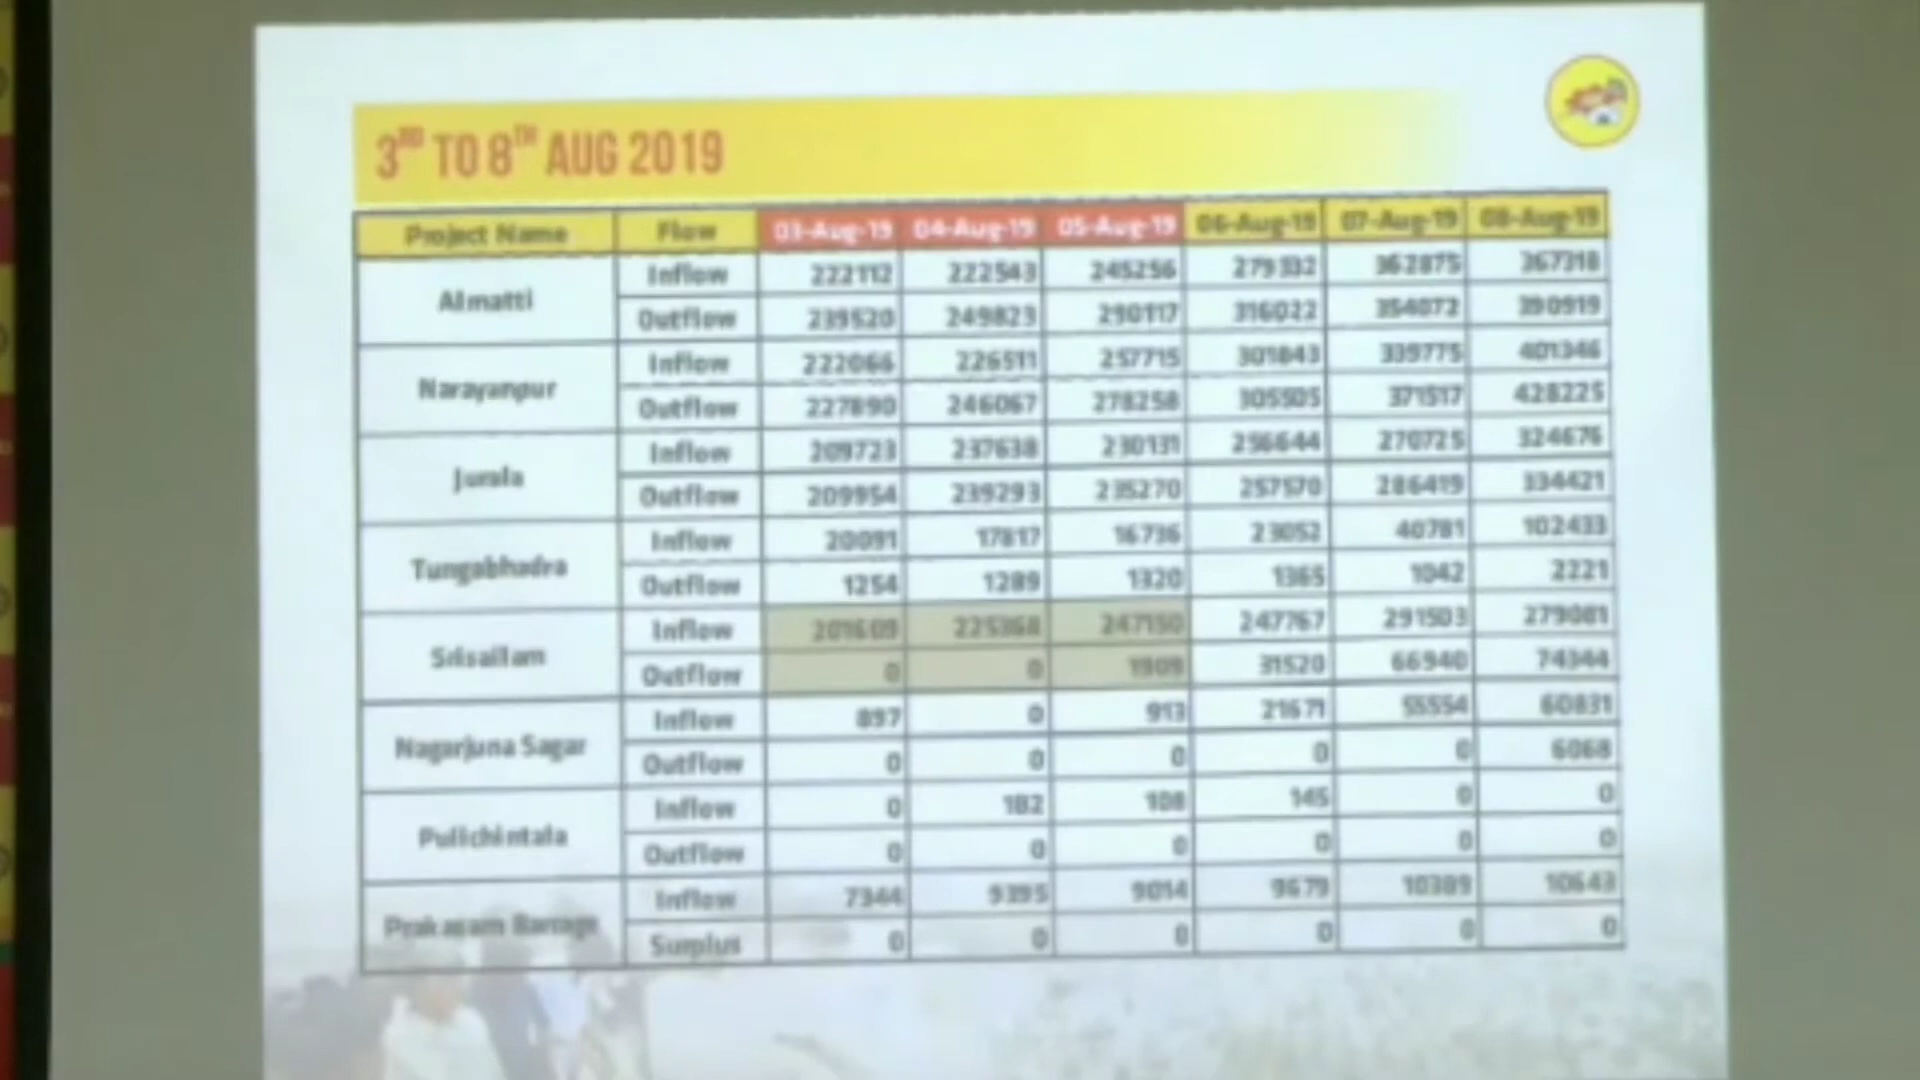 3RD TO 8TH AUG 2019
Project Name Flow 03-Aug-19 04-Aug-19 05-Aug-19 06-Aug-19 07-Aug-19 08-Aug-19
Almatti
Inflow 222112 222543 245256 279332 362875 367318
Outflow 239520 249823 290117 316022 354072 390919
Narayanpur
Inflow 222066 226511 257715 301843 339775 401346
Outflow 227890 246067 278258 305505 371517 428225
Jurala
Inflow 209723 237638 230131 256644 270725 324676
Outflow 209954 239293 235270 257570 286419 334421
Tungabhadra
Inflow 20091 17817 16736 23052 40781 102433
Outflow 1254 1289 1320 1365 1042 2221
Srisailam
Inflow 201609 225368 247150 247767 291503 279081
Outflow 0 0 1909 31520 66940 74344
Nagarjuna Sagar
Inflow 897 0 913 21671 55554 60831
Outflow 0 0 0 0 0 6068
Pulichintala
Inflow 0 182 108 145 0 0
Outflow 0 0 0 0 0 0
Prakasam Barrage
Inflow 7344 9395 9014 9679 10389 10643
Surplus 0 0 0 0 0 0